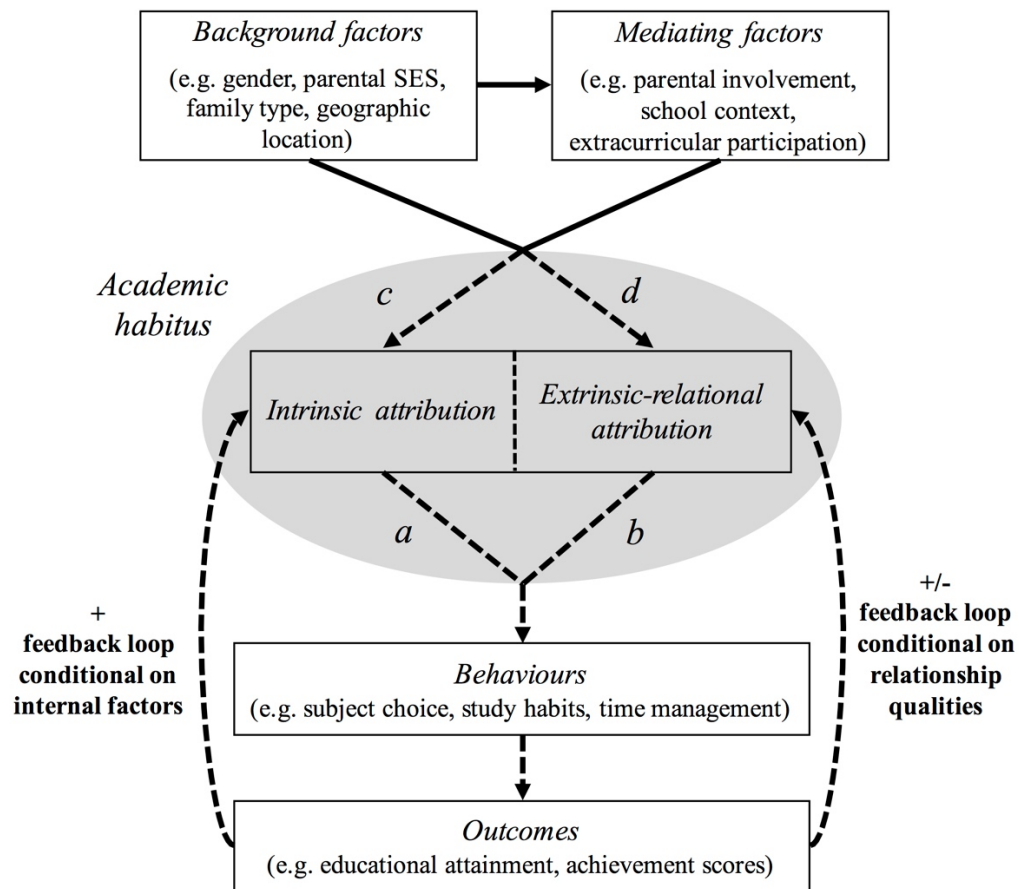 Background factors
(e.g. gender, parental SES,
family type, geographic
location)
Mediating factors
(e.g. parental involvement,
school context,
extracurricular participation)
Academic
habitus
c
d
Intrinsic attribution
Extrinsic-relational
attribution
a
b
+
feedback loop
conditional on
internal factors
+/-
feedback loop
conditional on
relationship
qualities
Behaviours
(e.g. subject choice, study habits, time management)
Outcomes
(e.g. educational attainment, achievement scores)